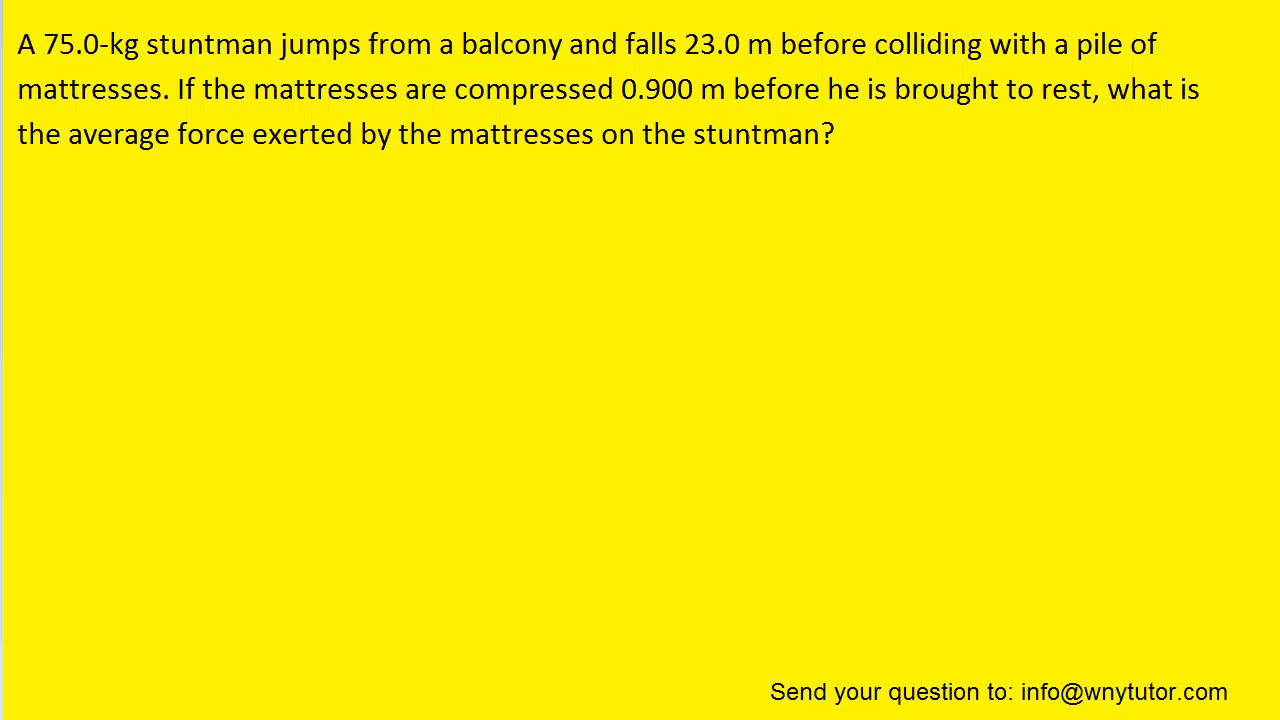 A 75.0-kg stuntman jumps from a balcony and falls 23.0 m before colliding with a pile of
mattresses. If the mattresses are compressed 0.900 m before he is brought to rest, what is
the average force exerted by the mattresses on the stuntman?
Send your question to: info@wnytutor.com